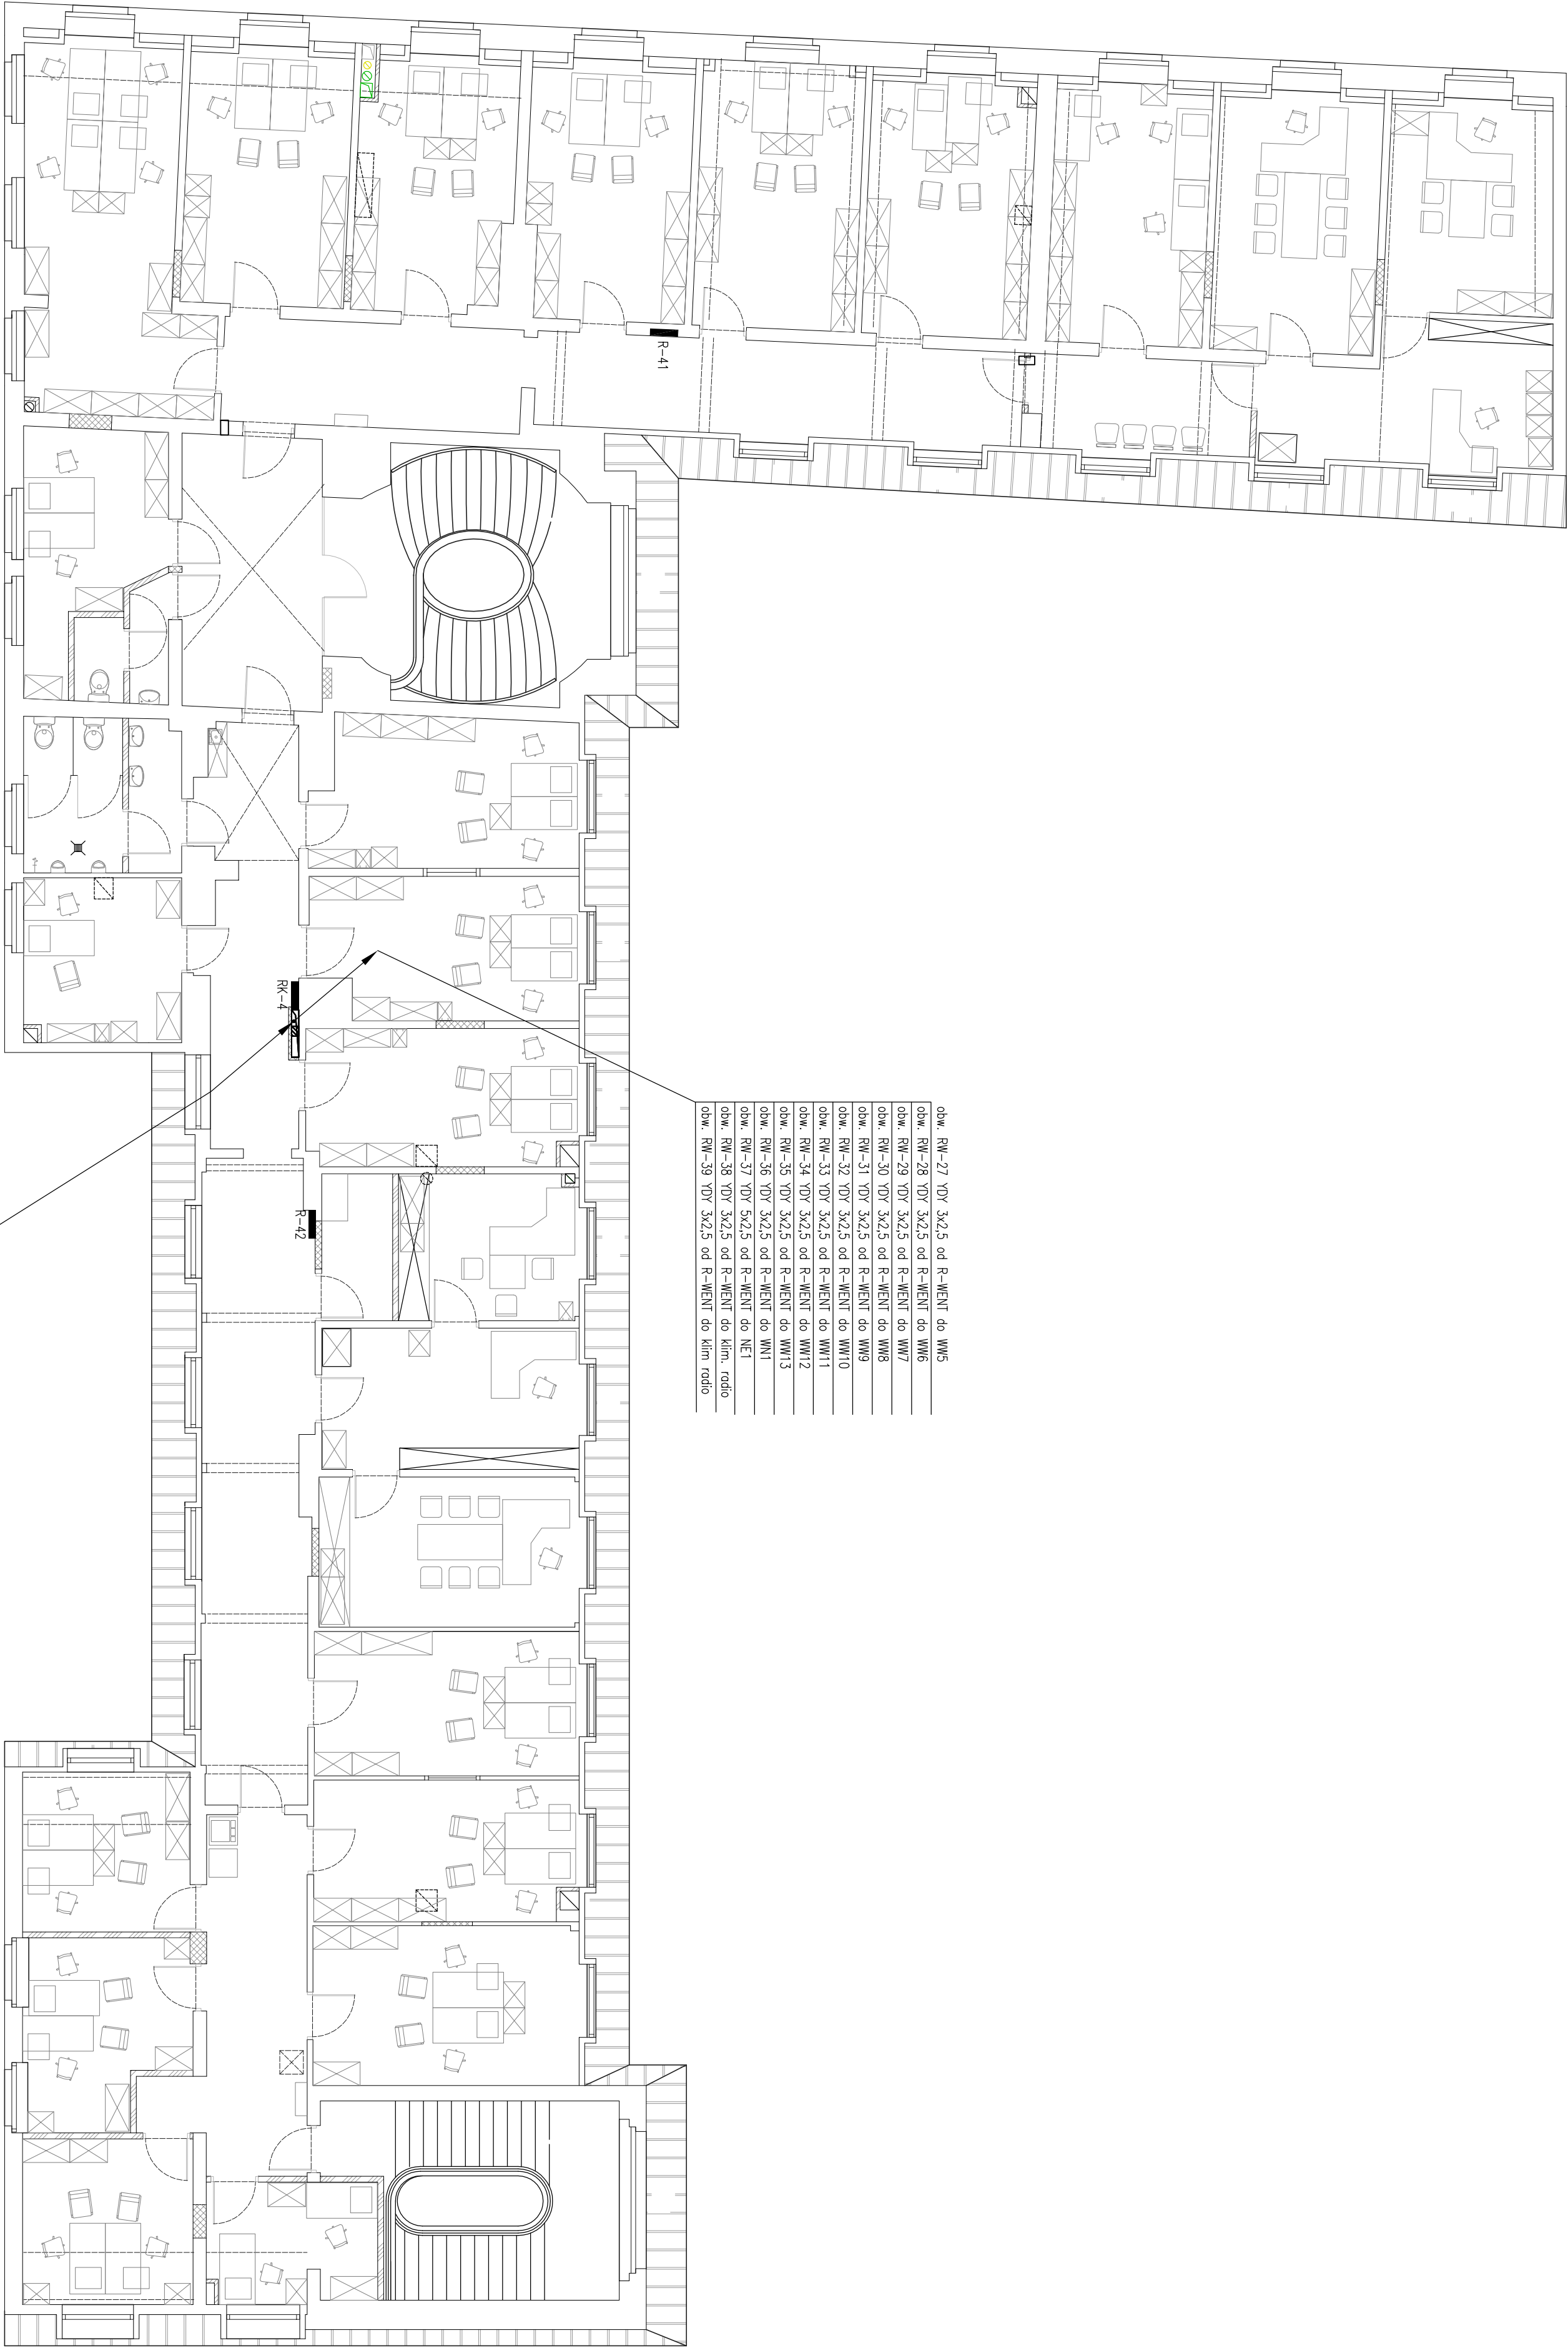 obw. RW-27 YDY 3x2,5 od R-WENT do WW5
obw. RW-28 YDY 3x2,5 od R-WENT do WW6
obw. RW-29 YDY 3x2,5 od R-WENT do WW7
obw. RW-30 YDY 3x2,5 od R-WENT do WW8
obw. RW-31 YDY 3x2,5 od R-WENT do WW9
obw. RW-32 YDY 3x2,5 od R-WENT do WW10
obw. RW-33 YDY 3x2,5 od R-WENT do WW11
obw. RW-34 YDY 3x2,5 od R-WENT do WW12
obw. RW-35 YDY 3x2,5 od R-WENT do WW13
obw. RW-36 YDY 3x2,5 od R-WENT do WN1
obw. RW-37 YDY 5x2,5 od R-WENT do NE1
obw. RW-38 YDY 3x2,5 od R-WENT do klim. radio
obw. RW-39 YDY 3x2,5 od R-WENT do klim radio
R-41
RK-4
R-42